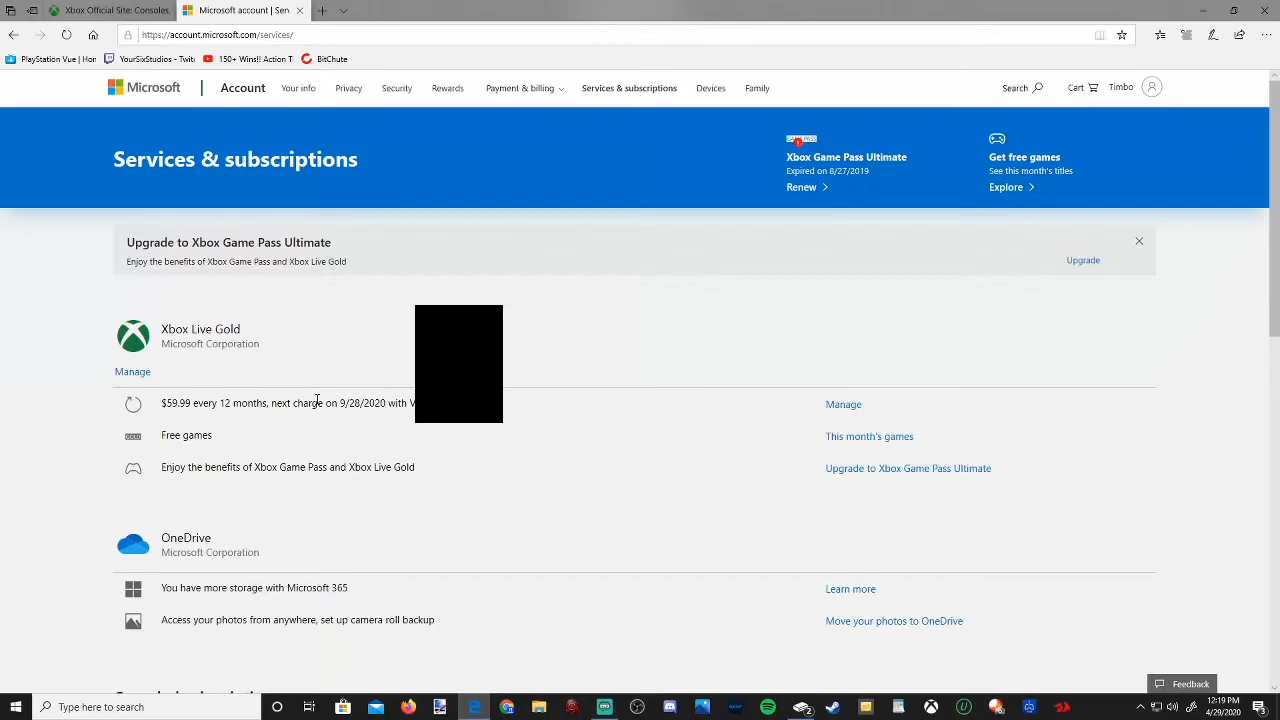 Xbox Official Site: Consoles,
Microsoft account | Serv
https://account.microsoft.com/services/
PlayStation Vue | Hon
YourSixStudios - Twitc
150+ Wins!! Action T
BitChute
Microsoft
Account
Your info
Privacy
Security
Rewards
Payment & billing
Services & subscriptions
Devices
Family
Search
Cart
Timbo
Services & subscriptions
GAME PASS
Xbox Game Pass Ultimate
Expired on 8/27/2019
Renew
Get free games
See this month's titles
Explore
Upgrade to Xbox Game Pass Ultimate
Enjoy the benefits of Xbox Game Pass and Xbox Live Gold
Upgrade
Xbox Live Gold
Microsoft Corporation
Manage
$59.99 every 12 months, next charge on 9/28/2020 with V
Manage
GOLD
Free games
This month's games
Enjoy the benefits of Xbox Game Pass and Xbox Live Gold
Upgrade to Xbox Game Pass Ultimate
OneDrive
Microsoft Corporation
You have more storage with Microsoft 365
Learn more
Access your photos from anywhere, set up camera roll backup
Move your photos to OneDrive
Feedback
Type here to search
12:19 PM
4/29/2020